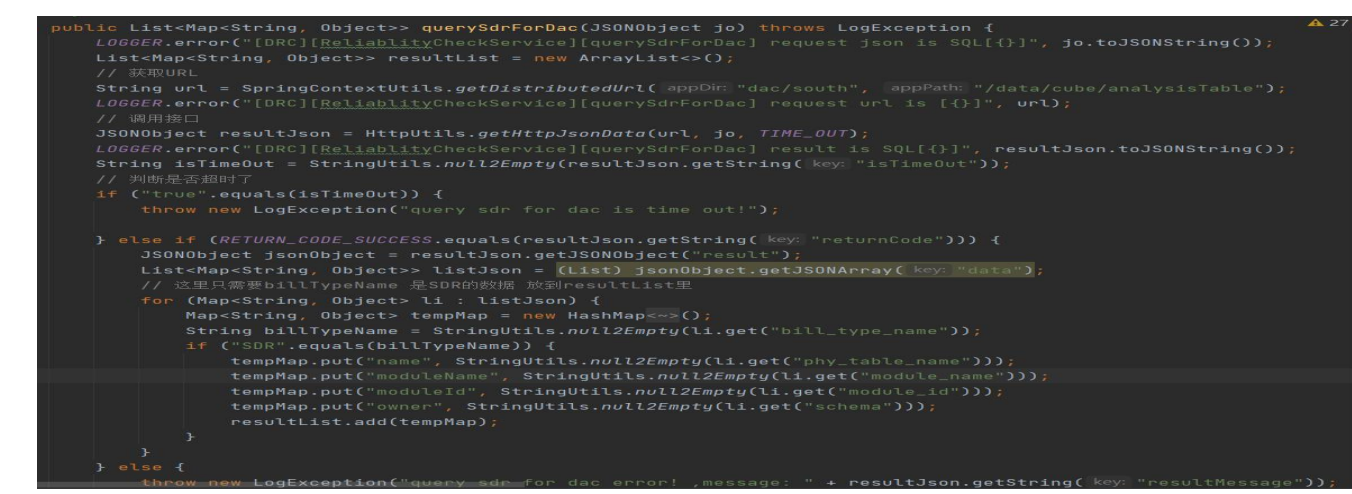 public List<Map<String, Object>> querySdrForDac(JSONObject jo) throws LogException { 27
LOGGER.error("[DRC][ReliablityCheckService][querySdrForDac] request json is SQL[{}]", jo.toJSONString());
List<Map<String, Object>> resultList = new ArrayList<>();
// 获取URL
String url = SpringContextUtils.getDistributedUrl( appDir: "dac/south", appPath: "/data/cube/analysisTable");
LOGGER.error("[DRC][ReliablityCheckService][querySdrForDac] request url is [{}]", url);
// 调用接口
JSONObject resultJson = HttpUtils.getHttpJsonData(url, jo, TIME_OUT);
LOGGER.error("[DRC][ReliablityCheckService][querySdrForDac] result is SQL[{}]", resultJson.toJSONString());
String isTimeOut = StringUtils.null2Empty(resultJson.getString( key: "isTimeOut"));
// 判断是否超时了
if ("true".equals(isTimeOut)) {
throw new LogException("query sdr for dac is time out!");
} else if (RETURN_CODE_SUCCESS.equals(resultJson.getString( key: "returnCode"))) {
JSONObject jsonObject = resultJson.getJSONObject("result");
List<Map<String, Object>> listJson = (List) jsonObject.getJSONArray( key: "data");
// 这里只需要billTypeName 是SDR的数据 放到resultList里
for (Map<String, Object> li : listJson) {
Map<String, Object> tempMap = new HashMap<~>();
String billTypeName = StringUtils.null2Empty(li.get("bill_type_name"));
if ("SDR".equals(billTypeName)) {
tempMap.put("name", StringUtils.null2Empty(li.get("phy_table_name")));
tempMap.put("moduleName", StringUtils.null2Empty(li.get("module_name")));
tempMap.put("moduleId", StringUtils.null2Empty(li.get("module_id")));
tempMap.put("owner", StringUtils.null2Empty(li.get("schema")));
resultList.add(tempMap);
}
}
} else {
throw new LogException("query sdr for dac error! ,message: " + resultJson.getString( key: "resultMessage"));